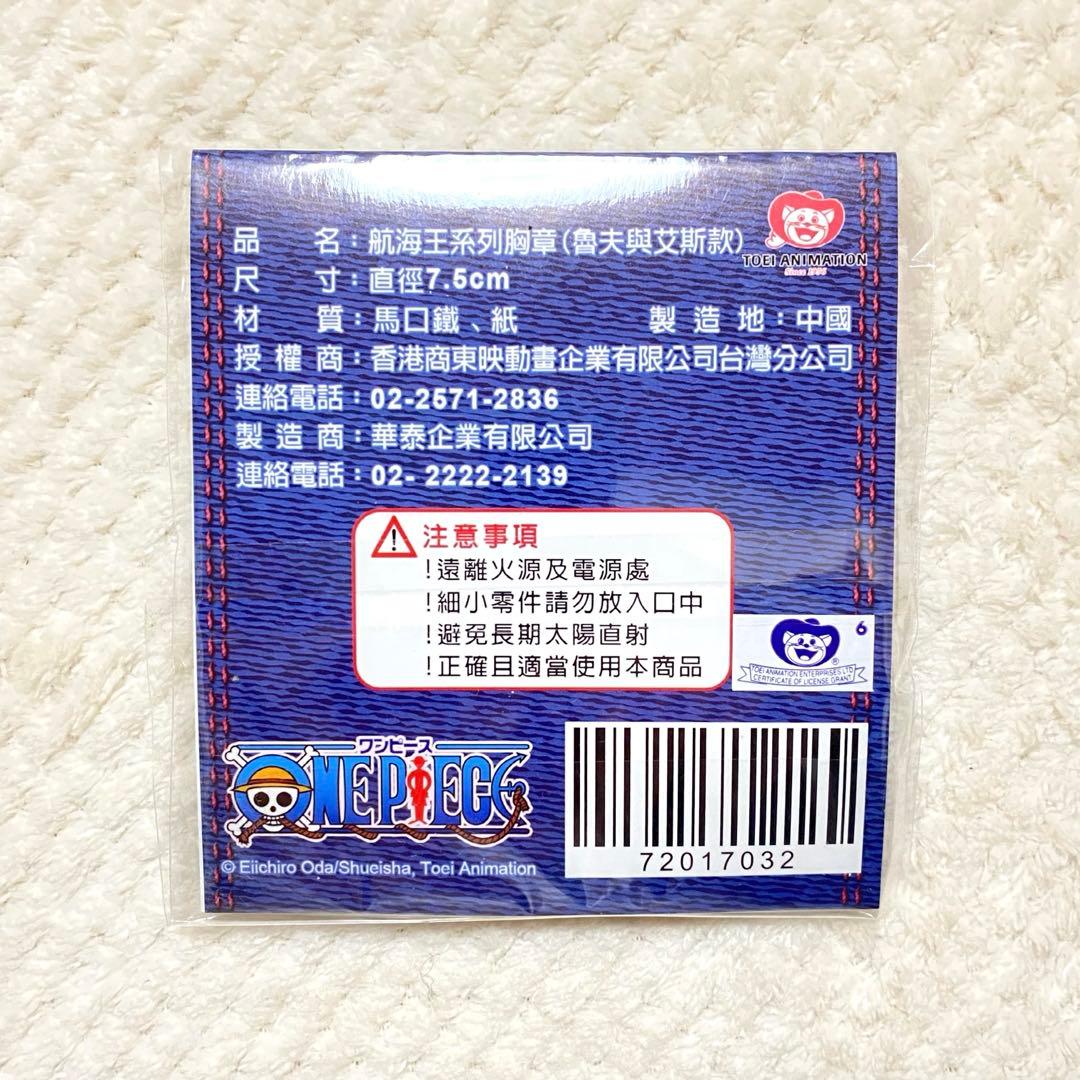 品名：航海王系列胸章(魯夫與艾斯款)
TOEI ANIMATION
Since 1956
尺寸：直徑7.5cm
材質：馬口鐵、紙 製造地：中國
授權商：香港商東映動畫企業有限公司台灣分公司
連絡電話：02-2571-2836
製造商：華泰企業有限公司
連絡電話：02- 2222-2139
注意事項
!遠離火源及電源處
!細小零件請勿放入口中
!避免長期太陽直射
!正確且適當使用本商品
6
®
TOEI ANIMATION ENTERPRISES LTD
CERTIFICATE OF LICENSE GRANT
ワンピース
ONE PIECE
© Eiichiro Oda/Shueisha, Toei Animation
72017032